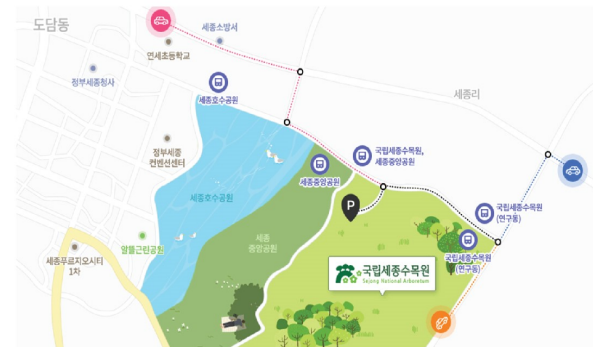 도담동
세종소방서
연세초등학교
정부세종청사
세종호수공원
세종리
정부세종
컨벤션센터
국립세종수목원,
세종중앙공원
세종중앙공원
세종호수공원
P
국립세종수목원
(연구동)
세종
중앙공원
알뜰근린공원
세종푸르지오시티
1차
국립세종수목원
(연구동)
국립세종수목원
Sejong National Arboretum